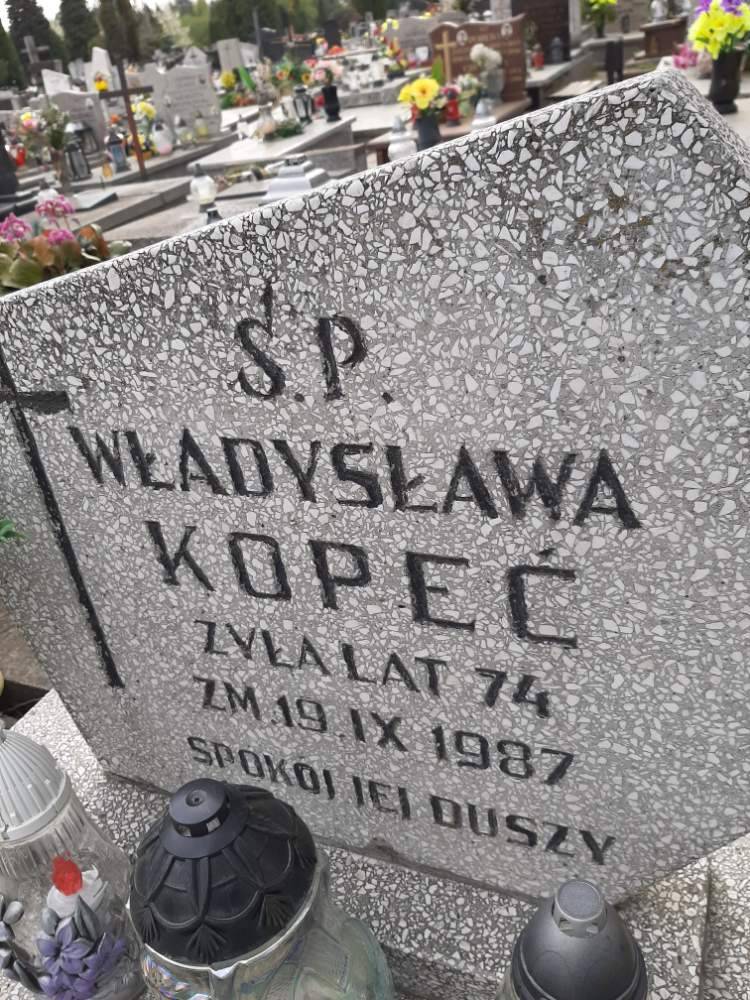 Ś.P.
WŁADYSŁAWA
KOPEĆ
ŻYŁA LAT 74
ZM.19.IX 1987
SPOKÓJ JEJ DUSZY